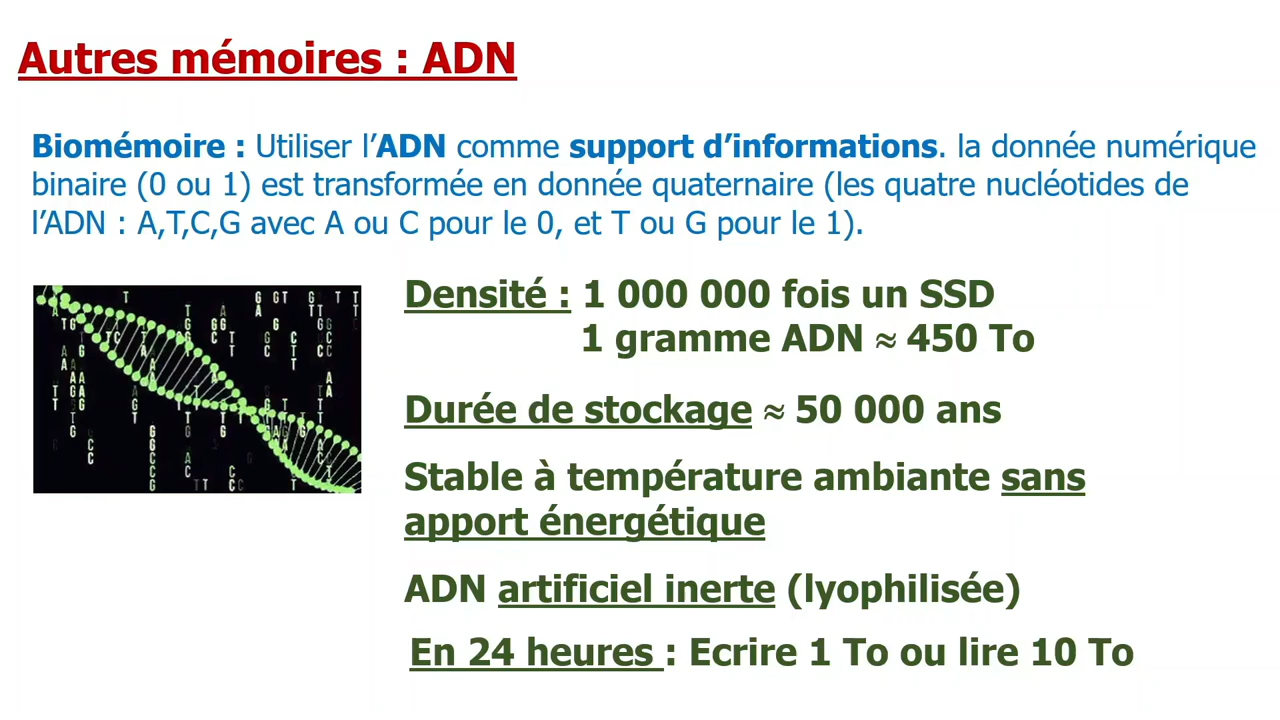 Autres mémoires : ADN
Biomémoire : Utiliser l’ADN comme support d’informations. la donnée numérique
binaire (0 ou 1) est transformée en donnée quaternaire (les quatre nucléotides de
l’ADN : A,T,C,G avec A ou C pour le 0, et T ou G pour le 1).
Densité : 1 000 000 fois un SSD
1 gramme ADN ≈ 450 To
Durée de stockage ≈ 50 000 ans
Stable à température ambiante sans
apport énergétique
ADN artificiel inerte (lyophilisée)
En 24 heures : Ecrire 1 To ou lire 10 To